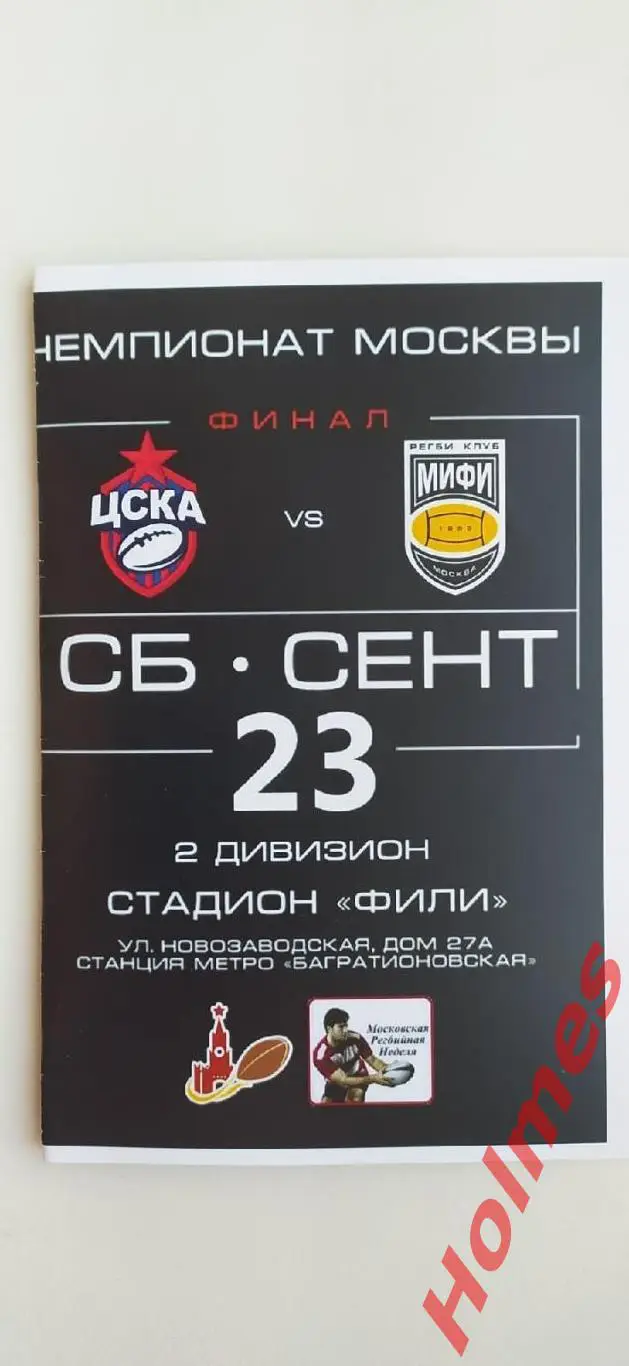 ЧЕМПИОНАТ МОСКВЫ
ФИНАЛ
ЦСКА
vs
РЕГБИ КЛУБ
МИФИ
МОСКВА
СБ · СЕНТ
23
2 ДИВИЗИОН
СТАДИОН «ФИЛИ»
УЛ. НОВОЗАВОДСКАЯ, ДОМ 27А
СТАНЦИЯ МЕТРО «БАГРАТИОНОВСКАЯ»
Московская
Регбийная
Неделя
Holmes